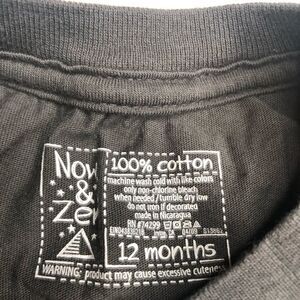 Now
&
Zen
100% cotton
machine wash cold with like colors
only non-chlorine bleach
when needed / tumble dry low
do not iron if decorated
made in Nicaragua
RN #74299
12 months
WARNING: product may cause excessive cuteness